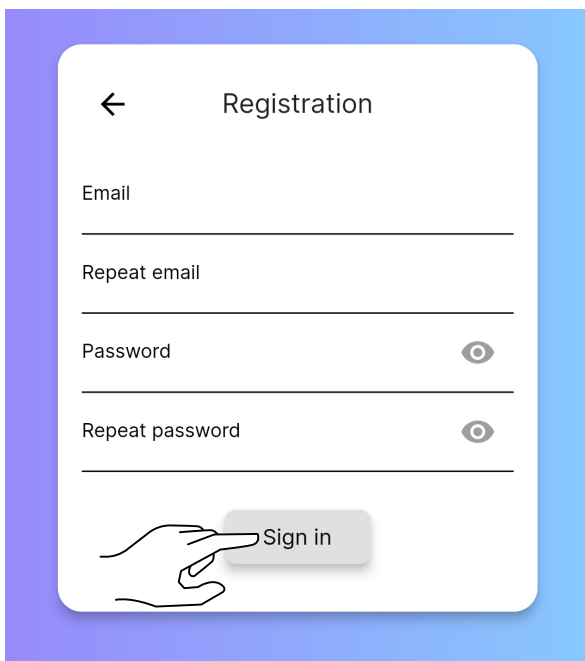 Registration
Email
Repeat email
Password
Repeat password
Sign in